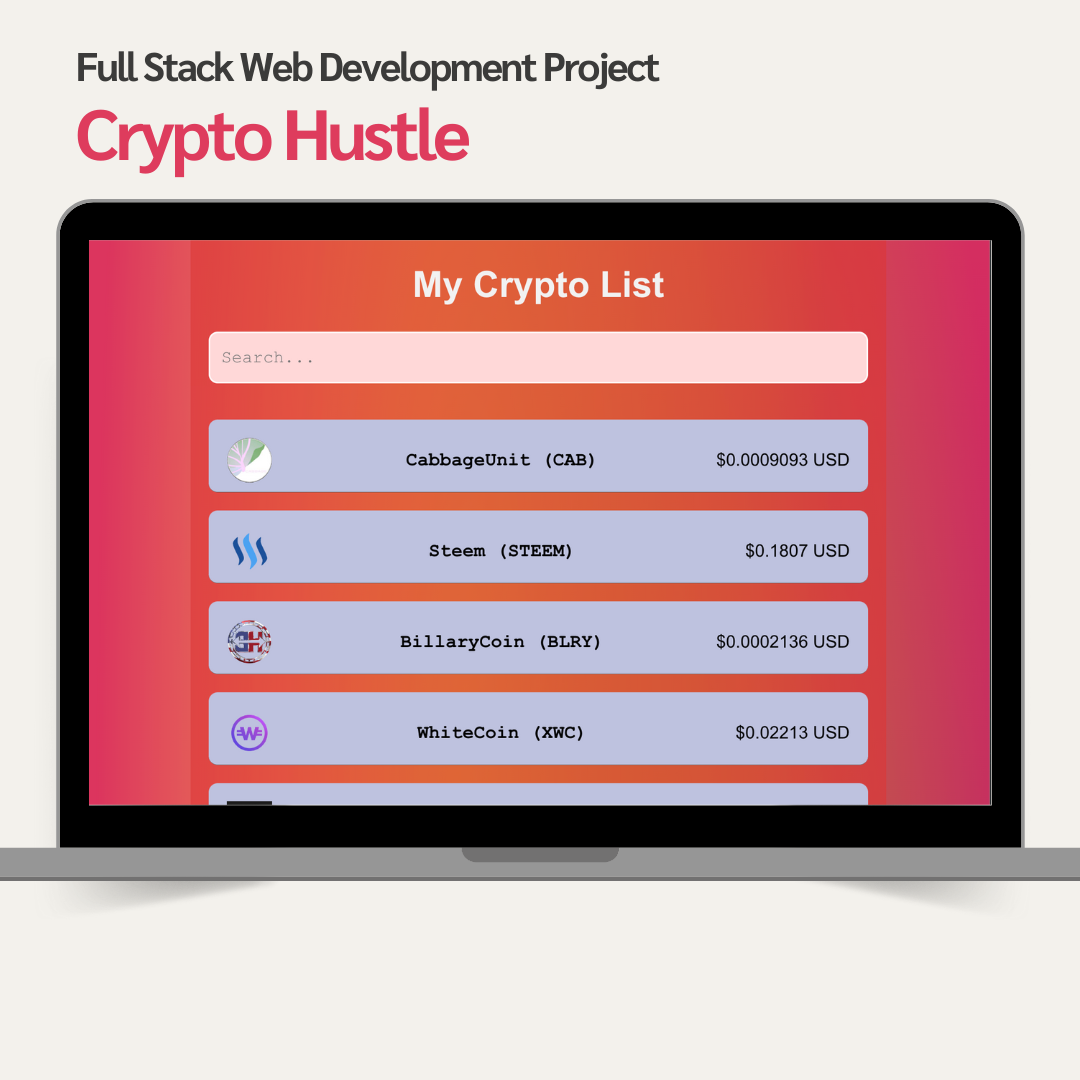 Full Stack Web Development Project
Crypto Hustle
My Crypto List
Search...
CabbageUnit (CAB) $0.0009093 USD
Steem (STEEM) $0.1807 USD
BillaryCoin (BLRY) $0.0002136 USD
W
WhiteCoin (XWC) $0.02213 USD